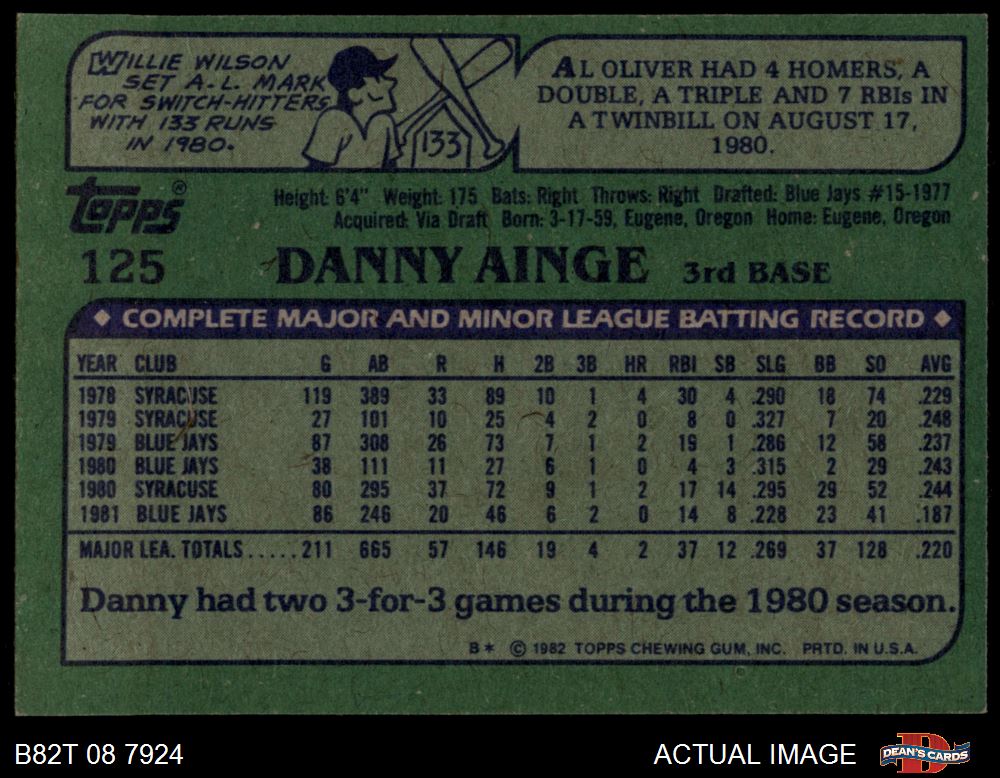 WILLIE WILSON
SET A.L. MARK
FOR SWITCH-HITTERS
WITH 133 RUNS
IN 1980.
133
AL OLIVER HAD 4 HOMERS, A
DOUBLE, A TRIPLE AND 7 RBIs IN
A TWINBILL ON AUGUST 17,
1980.
Topps®
Height: 6'4" Weight: 175 Bats: Right Throws: Right Drafted: Blue Jays #15-1977
Acquired: Via Draft Born: 3-17-59, Eugene, Oregon Home: Eugene, Oregon
125 DANNY AINGE 3rd BASE
◆ COMPLETE MAJOR AND MINOR LEAGUE BATTING RECORD ◆
YEAR CLUB G AB R H 2B 3B HR RBI SB SLG BB SO AVG
1978 SYRACUSE 119 389 33 89 10 1 4 30 4 .290 18 74 .229
1979 SYRACUSE 27 101 10 25 4 2 0 8 0 .327 7 20 .248
1979 BLUE JAYS 87 308 26 73 7 1 2 19 1 .286 12 58 .237
1980 BLUE JAYS 38 111 11 27 6 1 0 4 3 .315 2 29 .243
1980 SYRACUSE 80 295 37 72 9 1 2 17 14 .295 29 52 .244
1981 BLUE JAYS 86 246 20 46 6 2 0 14 8 .228 23 41 .187
MAJOR LEA. TOTALS.....211 665 57 146 19 4 2 37 12 .269 37 128 .220
Danny had two 3-for-3 games during the 1980 season.
B* © 1982 TOPPS CHEWING GUM, INC. PRTD. IN U.S.A.
B82T 08 7924 ACTUAL IMAGE D DEAN'S CARDS